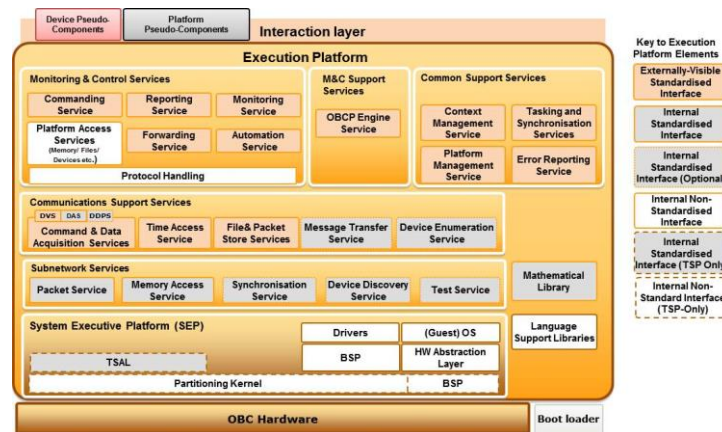 Device Pseudo-
Components
Platform
Pseudo-Components
Interaction layer
Execution Platform
Monitoring & Control Services
Commanding
Service
Reporting
Service
Monitoring
Service
Platform Access
Services
(Memory/ Files/
Devices etc.)
Forwarding
Service
Automation
Service
Protocol Handling
M&C Support
Services
OBCP Engine
Service
Common Support Services
Context
Management
Service
Tasking and
Synchronisation
Services
Platform
Management
Service
Error Reporting
Service
Communications Support Services
DVS
DAS
DDPS
Command & Data
Acquisition Services
Time Access
Service
File& Packet
Store Services
Message Transfer
Service
Device Enumeration
Service
Subnetwork Services
Packet Service
Memory Access
Service
Synchronisation
Service
Device Discovery
Service
Test Service
Mathematical
Library
System Executive Platform (SEP)
Drivers
(Guest) OS
Language
Support Libraries
TSAL
BSP
HW Abstraction
Layer
Partitioning Kernel
BSP
OBC Hardware
Boot loader
Key to Execution
Platform Elements
Externally-Visible
Standardised
Interface
Internal
Standardised
Interface
Internal
Standardised
Interface (Optional
Internal Non-
Standardised
Interface
Internal
Standardised
Interface (TSP Only
Internal Non-
Standard Interface
(TSP-Only)